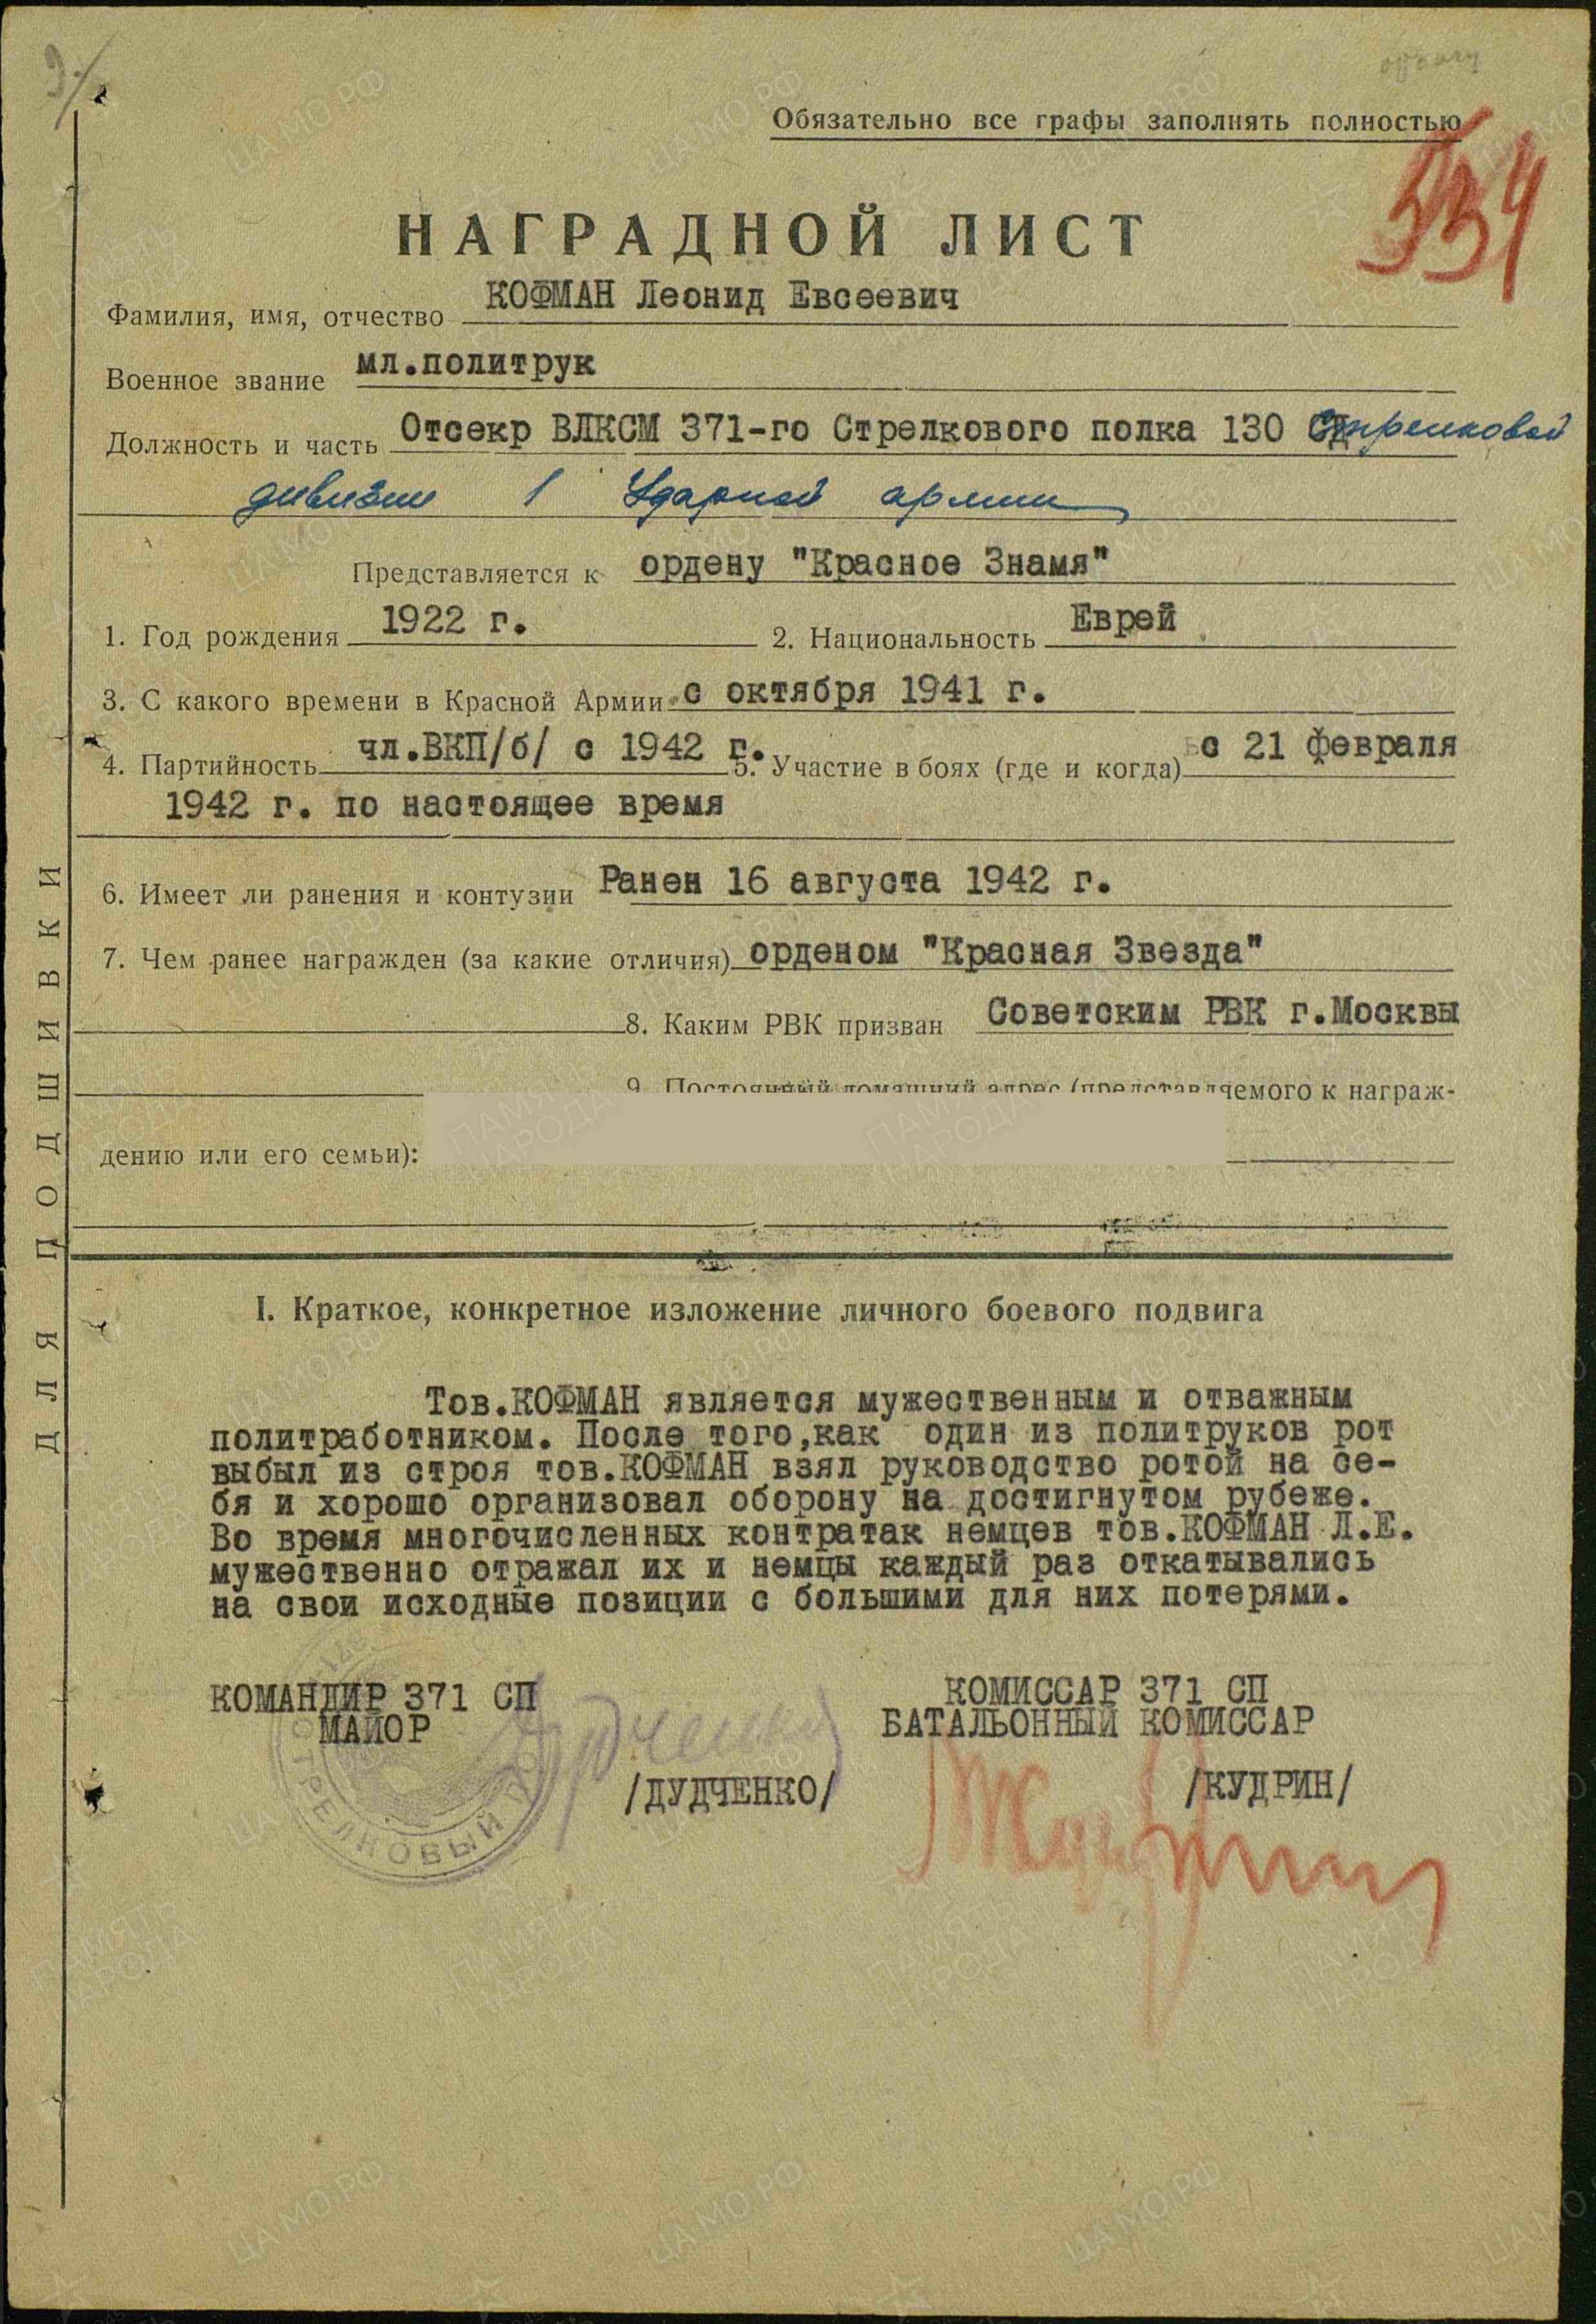 Обязательно все графы заполнять полностью
334
НАГРАДНОЙ ЛИСТ
Фамилия, имя, отчество КОФМАН Леонид Евсеевич
Военное звание мл.политрук
Должность и часть Отсекр ВЛКСМ 371-го Стрелкового полка 130 Стрелковой
дивизии 1 Ударной армии
Представляется к ордену "Красное Знамя"
1. Год рождения 1922 г. 2. Национальность Еврей
3. С какого времени в Красной Армии с октября 1941 г.
4. Партийность чл.ВКП/б/ с 1942 г. 5. Участие в боях (где и когда) с 21 февраля
1942 г. по настоящее время
6. Имеет ли ранения и контузии Ранен 16 августа 1942 г.
7. Чем ранее награжден (за какие отличия) орденом "Красная Звезда"
8. Каким РВК призван Советским РВК г.Москвы
9. Постоянный домашний адрес (представляемого к награж-
дению или его семьи):
ДЛЯ ПОДШИВКИ
I. Краткое, конкретное изложение личного боевого подвига
Тов.КОФМАН является мужественным и отважным
политработником. После того,как один из политруков рот
выбыл из строя тов.КОФМАН взял руководство ротой на се-
бя и хорошо организовал оборону на достигнутом рубеже.
Во время многочисленных контратак немцев тов.КОФМАН Л.Е.
мужественно отражал их и немцы каждый раз откатывались
на свои исходные позиции с большими для них потерями.
КОМАНДИР 371 СП КОМИССАР 371 СП
МАЙОР БАТАЛЬОННЫЙ КОМИССАР
/ДУДЧЕНКО/ /КУДРИН/
СТРЕЛКОВЫЙ
ЦАМО.РФ
ПАМЯТЬ
НАРОДА